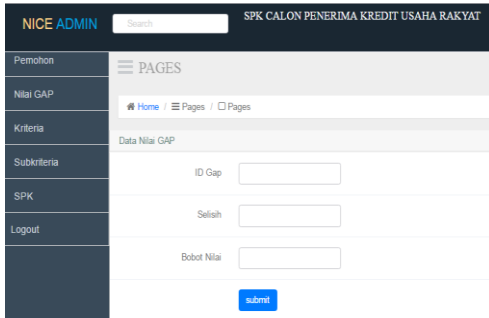 NICE ADMIN
Search
SPK CALON PENERIMA KREDIT USAHA RAKYAT
Pemohon
Nilai GAP
Kriteria
Subkriteria
SPK
Logout
PAGES
Home / Pages / Pages
Data Nilai GAP
ID Gap
Selisih
Bobot Nilai
submit